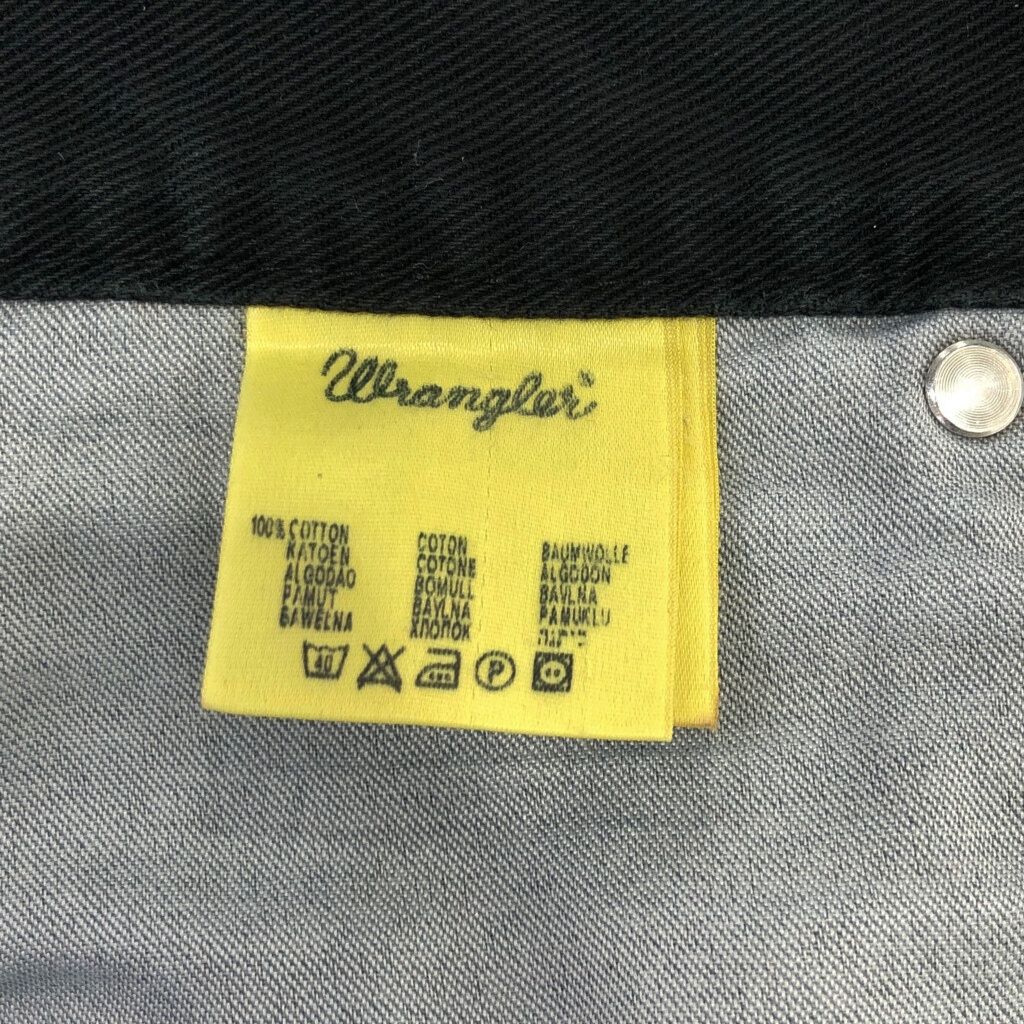 Wrangler®
100% COTTON
KATOEN
ALGODAO
PAMUT
BAWELNA
COTON
COTONE
BOMULL
BAVLNA
ХЛОПОК
BAUMWOLLE
ALGODON
BAVLNA
PAMUKLU
40
P